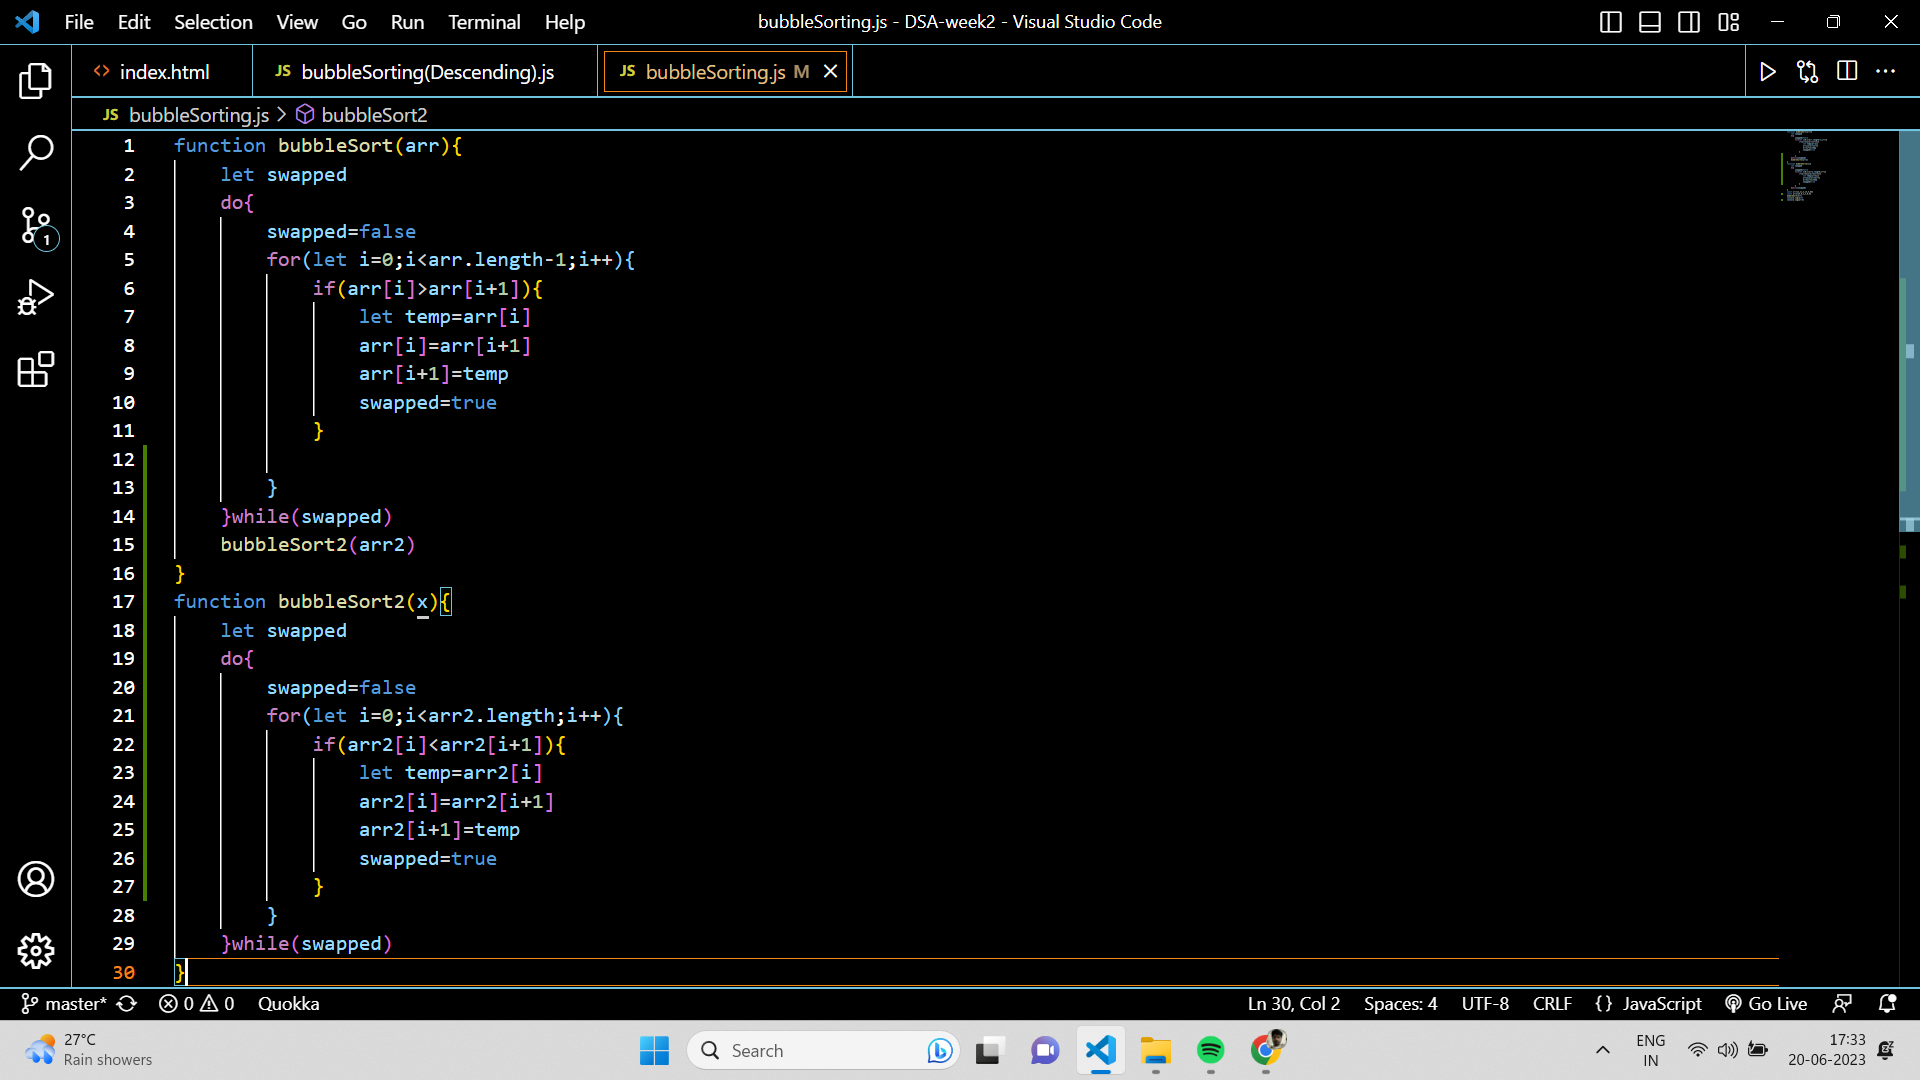 File Edit Selection View Go Run Terminal Help bubbleSorting.js - DSA-week2 - Visual Studio Code
index.html JS bubbleSorting(Descending).js JS bubbleSorting.js M
JS bubbleSorting.js > bubbleSort2
1 function bubbleSort(arr){
2 let swapped
3 do{
4 swapped=false
5 for(let i=0;i<arr.length-1;i++){
6 if(arr[i]>arr[i+1]){
7 let temp=arr[i]
8 arr[i]=arr[i+1]
9 arr[i+1]=temp
10 swapped=true
11 }
12
13 }
14 }while(swapped)
15 bubbleSort2(arr2)
16 }
17 function bubbleSort2(x){
18 let swapped
19 do{
20 swapped=false
21 for(let i=0;i<arr2.length;i++){
22 if(arr2[i]<arr2[i+1]){
23 let temp=arr2[i]
24 arr2[i]=arr2[i+1]
25 arr2[i+1]=temp
26 swapped=true
27 }
28 }
29 }while(swapped)
30 }
1
master* 0 0 Quokka Ln 30, Col 2 Spaces: 4 UTF-8 CRLF {} JavaScript Go Live
27°C
Rain showers
Search
ENG
IN
17:33
20-06-2023